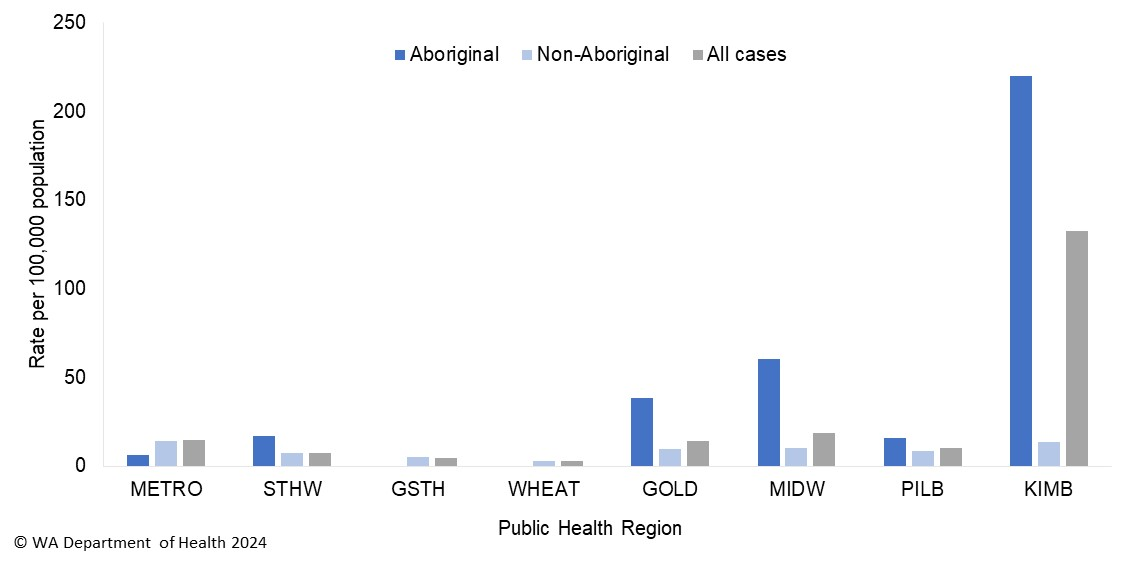 250
Aboriginal Non-Aboriginal All cases
200
150
100
50
0
Rate per 100,000 population
METRO STHW GSTH WHEAT GOLD MIDW PILB KIMB
Public Health Region
© WA Department of Health 2024